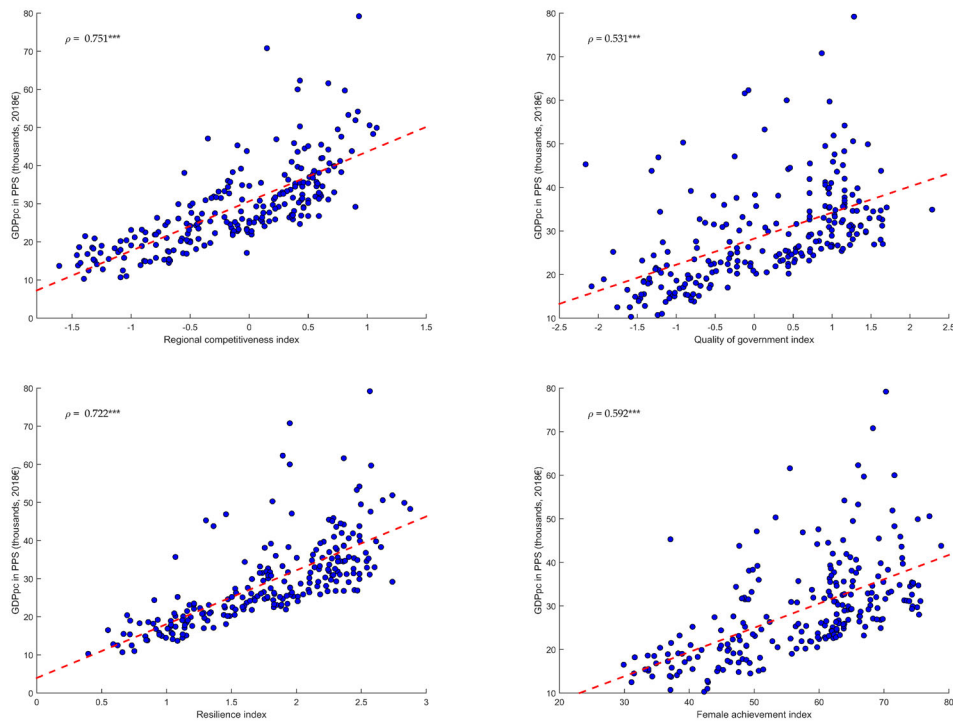 ρ = 0.751***
GDPpc in PPS (thousands, 2018€)
80
70
60
50
40
30
20
10
0
-1.5 -1 -0.5 0 0.5 1 1.5
Regional competitiveness index
ρ = 0.531***
GDPpc in PPS (thousands, 2018€)
80
70
60
50
40
30
20
10
-2.5 -2 -1.5 -1 -0.5 0 0.5 1 1.5 2 2.5
Quality of government index
ρ = 0.722***
GDPpc in PPS (thousands, 2018€)
80
70
60
50
40
30
20
10
0
0 0.5 1 1.5 2 2.5 3
Resilience index
ρ = 0.592***
GDPpc in PPS (thousands, 2018€)
80
70
60
50
40
30
20
10
20 30 40 50 60 70 80
Female achievement index